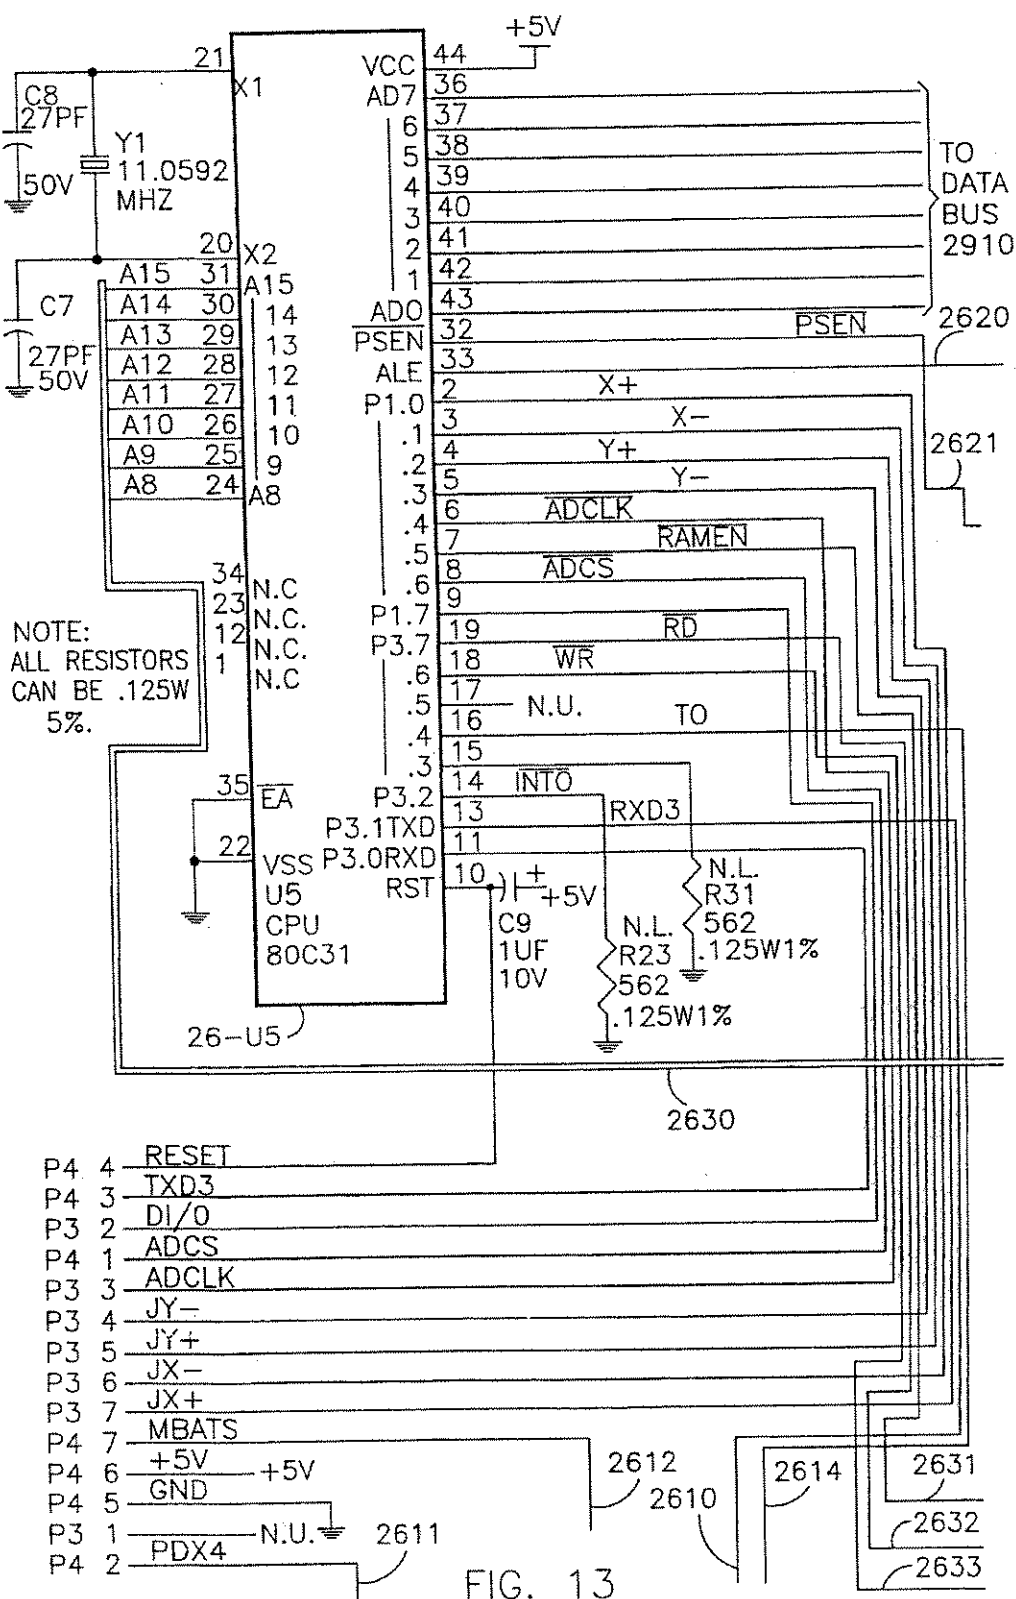 +5V
21
X1
C8
27PF
50V
Y1
11.0592
MHZ
20
X2
C7
27PF
50V
A15 31 A15
A14 30 14
A13 29 13
A12 28 12
A11 27 11
A10 26 10
A9 25 9
A8 24 A8
34 N.C
23 N.C.
12 N.C.
1 N.C
NOTE:
ALL RESISTORS
CAN BE .125W
5%.
35 EA
22 VSS
U5
CPU
80C31
26-U5
VCC 44
AD7 36
6 37
5 38
4 39
3 40
2 41
1 42
AD0 43
TO
DATA
BUS
2910
PSEN 32 PSEN
2620
ALE 33
P1.0 2 X+
.1 3 X-
.2 4 Y+
.3 5 Y-
2621
.4 6 ADCLK
.5 7 RAMEN
.6 8 ADCS
P1.7 9
P3.7 19 RD
.6 18 WR
.5 17 N.U.
.4 16 TO
.3 15
P3.2 14 INTO
P3.1TXD 13 RXD3
P3.0RXD 11
RST 10
+
+5V
C9
1UF
10V
N.L.
R31
562
.125W1%
N.L.
R23
562
.125W1%
2630
P4 4 RESET
P4 3 TXD3
P3 2 DI/O
P4 1 ADCS
P3 3 ADCLK
P3 4 JY-
P3 5 JY+
P3 6 JX-
P3 7 JX+
P4 7 MBATS
P4 6 +5V +5V
P4 5 GND
P3 1 N.U.
P4 2 PDX4
2611
2612
2610
2614
2631
2632
2633
FIG. 13